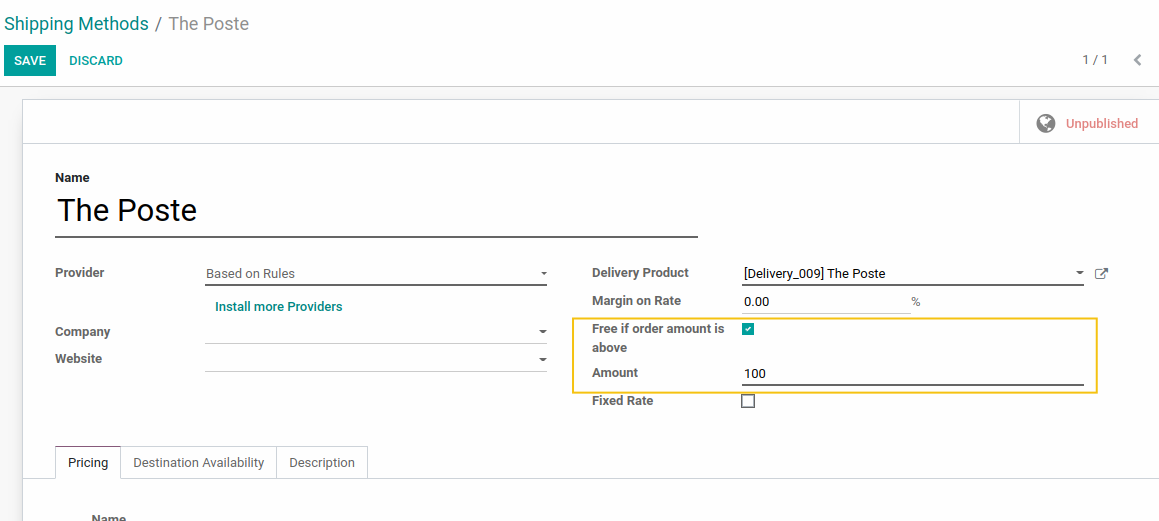 Shipping Methods / The Poste
SAVE DISCARD 1 / 1
Unpublished
Name
The Poste
Provider Based on Rules
Install more Providers
Company
Website
Delivery Product [Delivery_009] The Poste
Margin on Rate 0.00 %
Free if order amount is
above
Amount 100
Fixed Rate
Pricing Destination Availability Description
Name